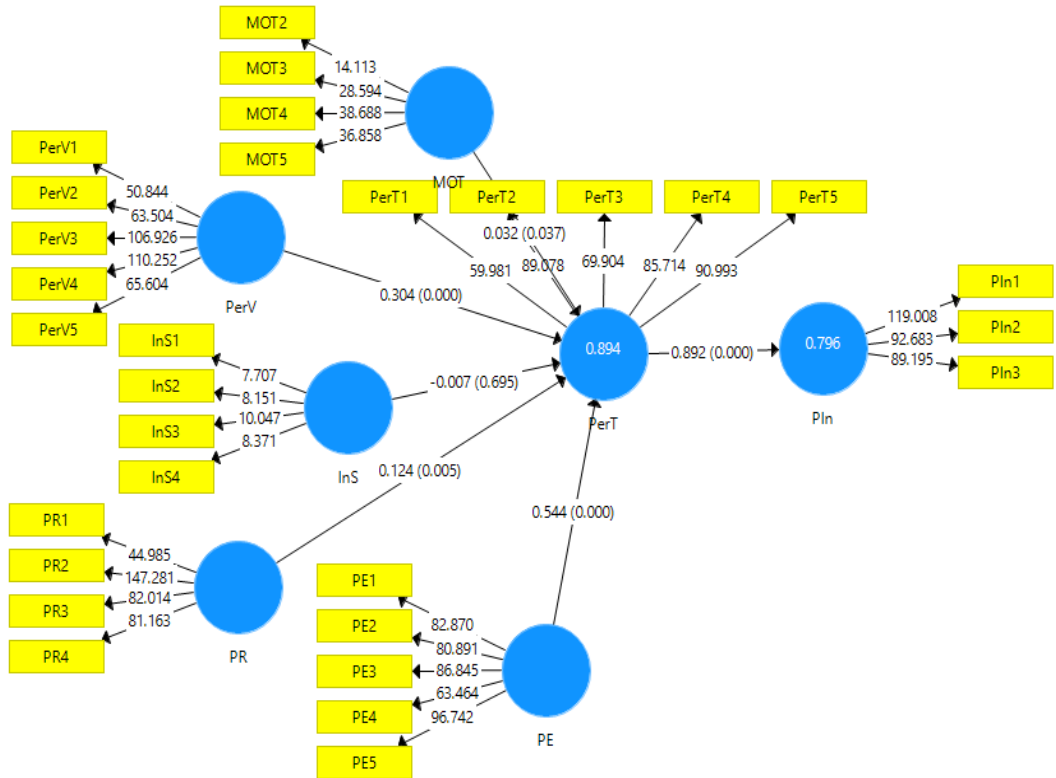 MOT2
MOT3
MOT4
MOT5
14.113
28.594
38.688
36.858
MOT
PerV1
PerV2
PerV3
PerV4
PerV5
50.844
63.504
106.926
110.252
65.604
PerV
PerT1
PerT2
PerT3
PerT4
PerT5
0.032 (0.037)
59.981
89.078
69.904
85.714
90.993
0.304 (0.000)
0.894
PerT
0.892 (0.000)
0.796
PIn
119.008
92.683
89.195
PIn1
PIn2
PIn3
InS1
InS2
InS3
InS4
7.707
8.151
10.047
8.371
InS
-0.007 (0.695)
0.124 (0.005)
0.544 (0.000)
PR1
PR2
PR3
PR4
44.985
147.281
82.014
81.163
PR
PE1
PE2
PE3
PE4
PE5
82.870
80.891
86.845
63.464
96.742
PE